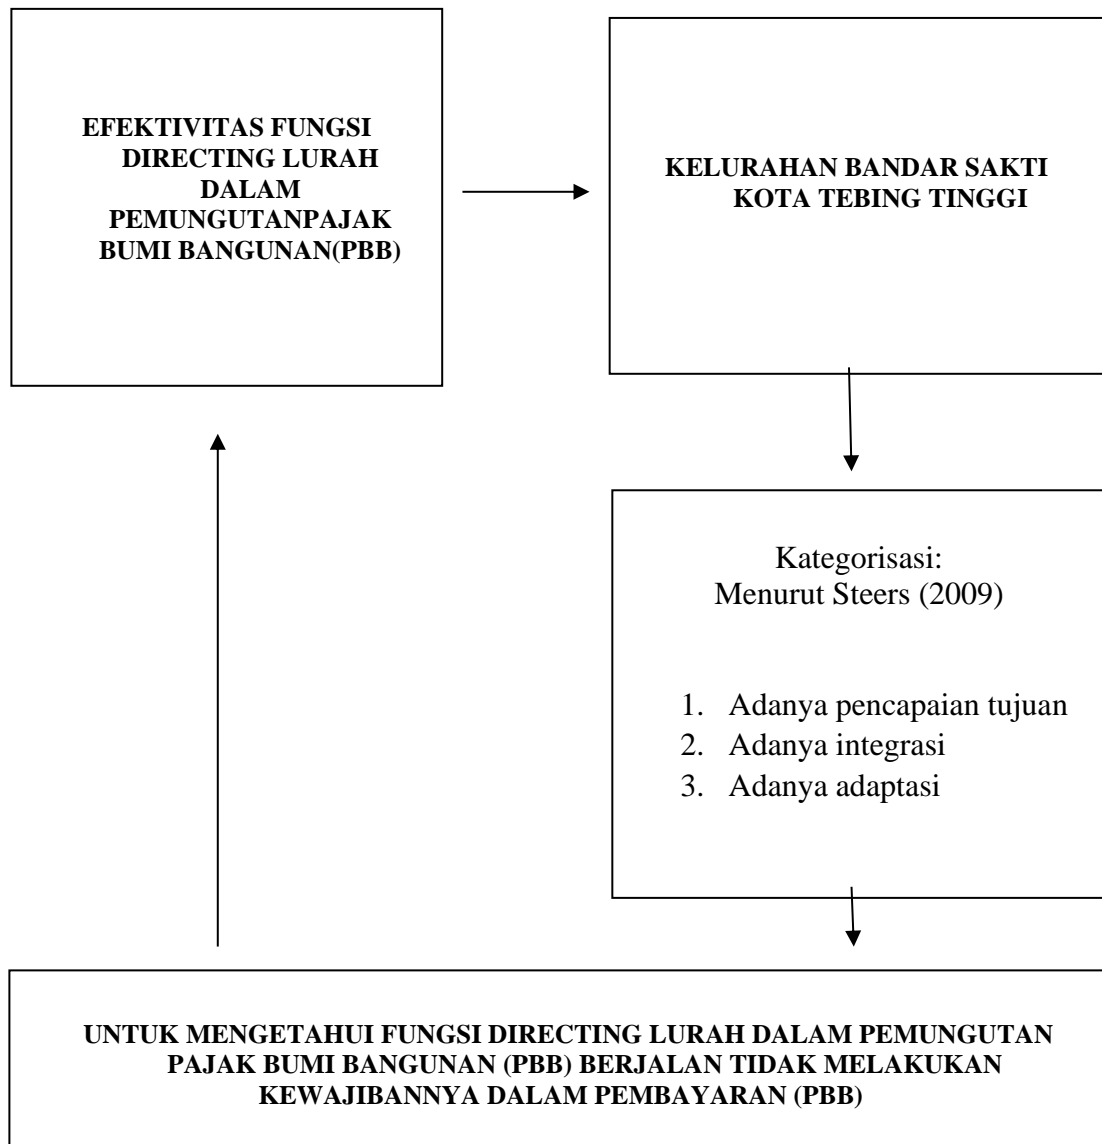 EFEKTIVITAS FUNGSI
DIRECTING LURAH
DALAM
PEMUNGUTANPAJAK
BUMI BANGUNAN(PBB)
KELURAHAN BANDAR SAKTI
KOTA TEBING TINGGI
Kategorisasi:
Menurut Steers (2009)
1. Adanya pencapaian tujuan
2. Adanya integrasi
3. Adanya adaptasi
UNTUK MENGETAHUI FUNGSI DIRECTING LURAH DALAM PEMUNGUTAN
PAJAK BUMI BANGUNAN (PBB) BERJALAN TIDAK MELAKUKAN
KEWAJIBANNYA DALAM PEMBAYARAN (PBB)